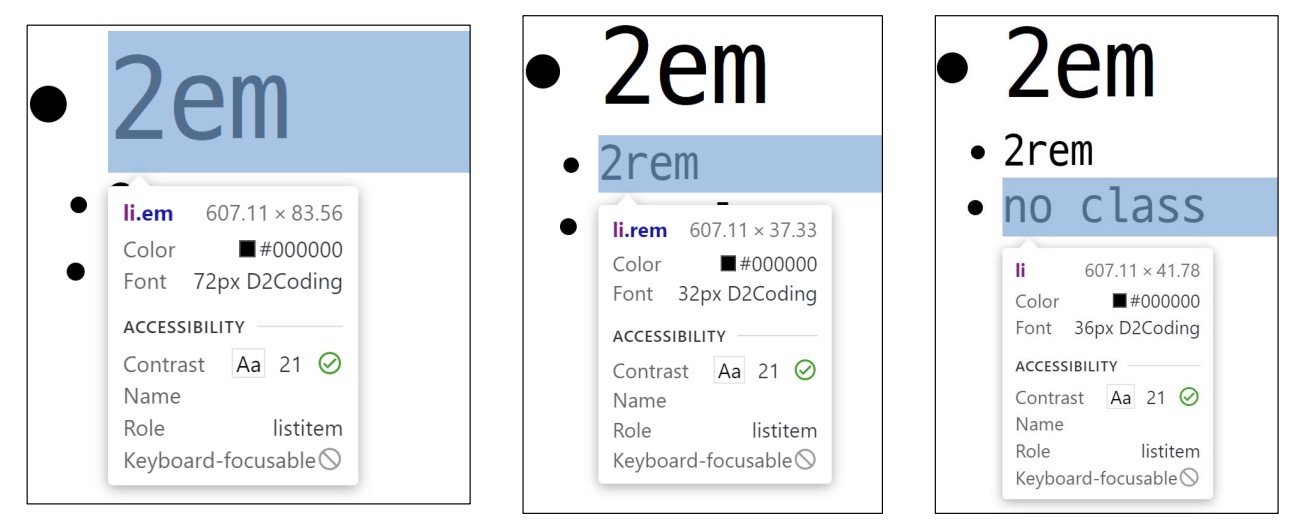 2em
li.em 607.11 × 83.56
Color #000000
Font 72px D2Coding
ACCESSIBILITY
Contrast Aa 21
Name
Role listitem
Keyboard-focusable
2em
2rem
li.rem 607.11 × 37.33
Color #000000
Font 32px D2Coding
ACCESSIBILITY
Contrast Aa 21
Name
Role listitem
Keyboard-focusable
2em
2rem
no class
li 607.11 × 41.78
Color #000000
Font 36px D2Coding
ACCESSIBILITY
Contrast Aa 21
Name
Role listitem
Keyboard-focusable